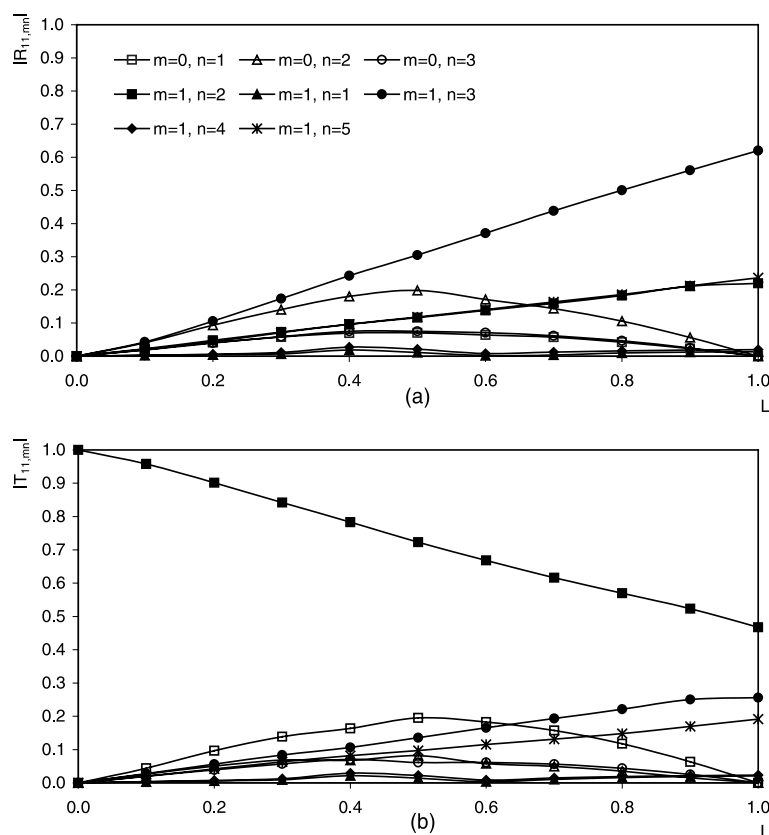 |R11,mn|
1.0
0.9
0.8
0.7
0.6
0.5
0.4
0.3
0.2
0.1
0.0
m=0, n=1 m=0, n=2 m=0, n=3
m=1, n=2 m=1, n=1 m=1, n=3
m=1, n=4 m=1, n=5
0.0 0.2 0.4 0.6 0.8 1.0
(a)
L
|T11,mn|
1.0
0.9
0.8
0.7
0.6
0.5
0.4
0.3
0.2
0.1
0.0
0.0 0.2 0.4 0.6 0.8 1.0
(b)
L